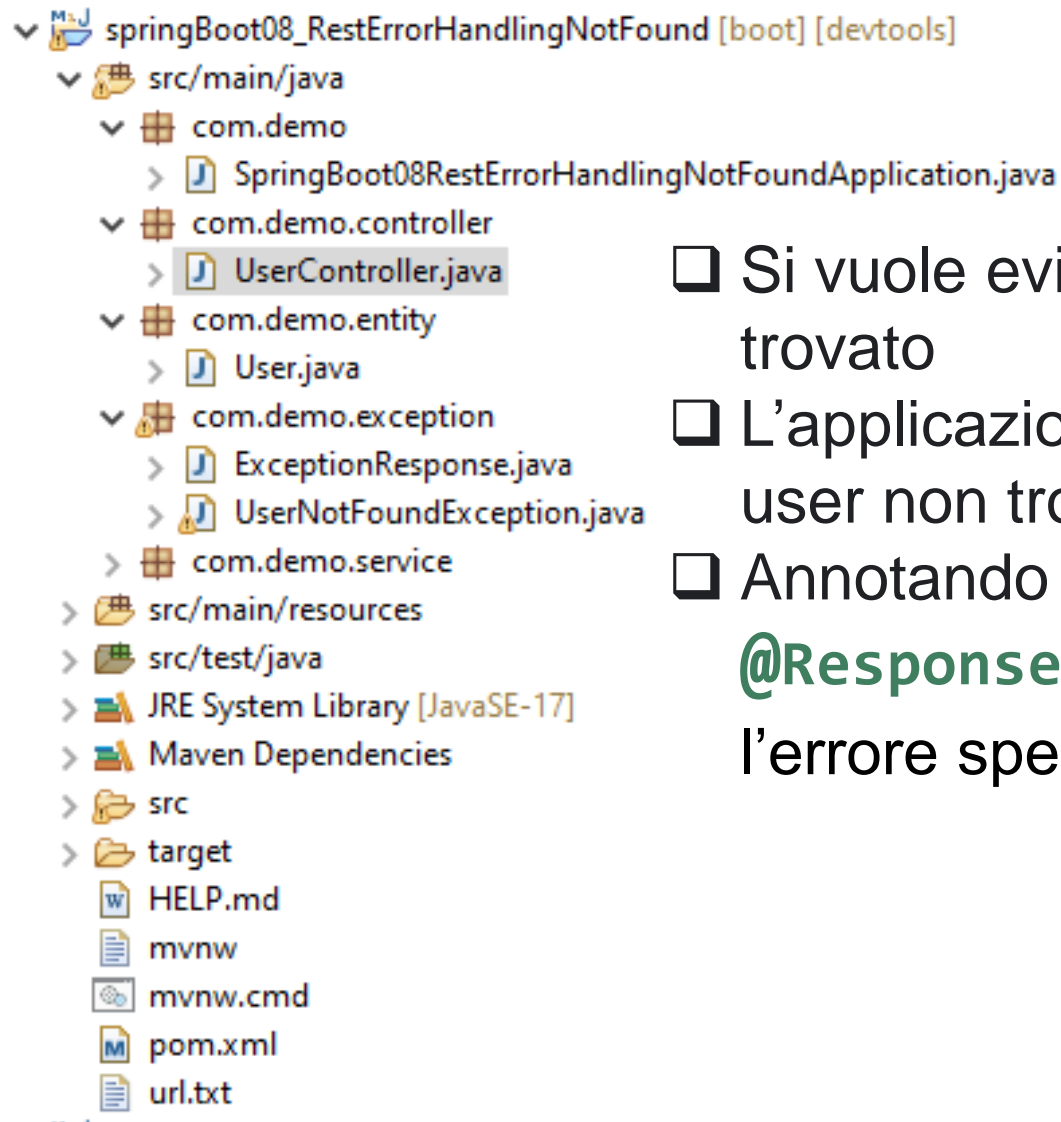 springBoot08_RestErrorHandlingNotFound [boot] [devtools]
src/main/java
com.demo
SpringBoot08RestErrorHandlingNotFoundApplication.java
com.demo.controller
UserController.java
com.demo.entity
User.java
com.demo.exception
ExceptionResponse.java
UserNotFoundException.java
com.demo.service
src/main/resources
src/test/java
JRE System Library [JavaSE-17]
Maven Dependencies
src
target
HELP.md
mvnw
mvnw.cmd
pom.xml
url.txt
Si vuole evi
trovato
L’applicazio
user non tro
Annotando
@Response
l’errore spe